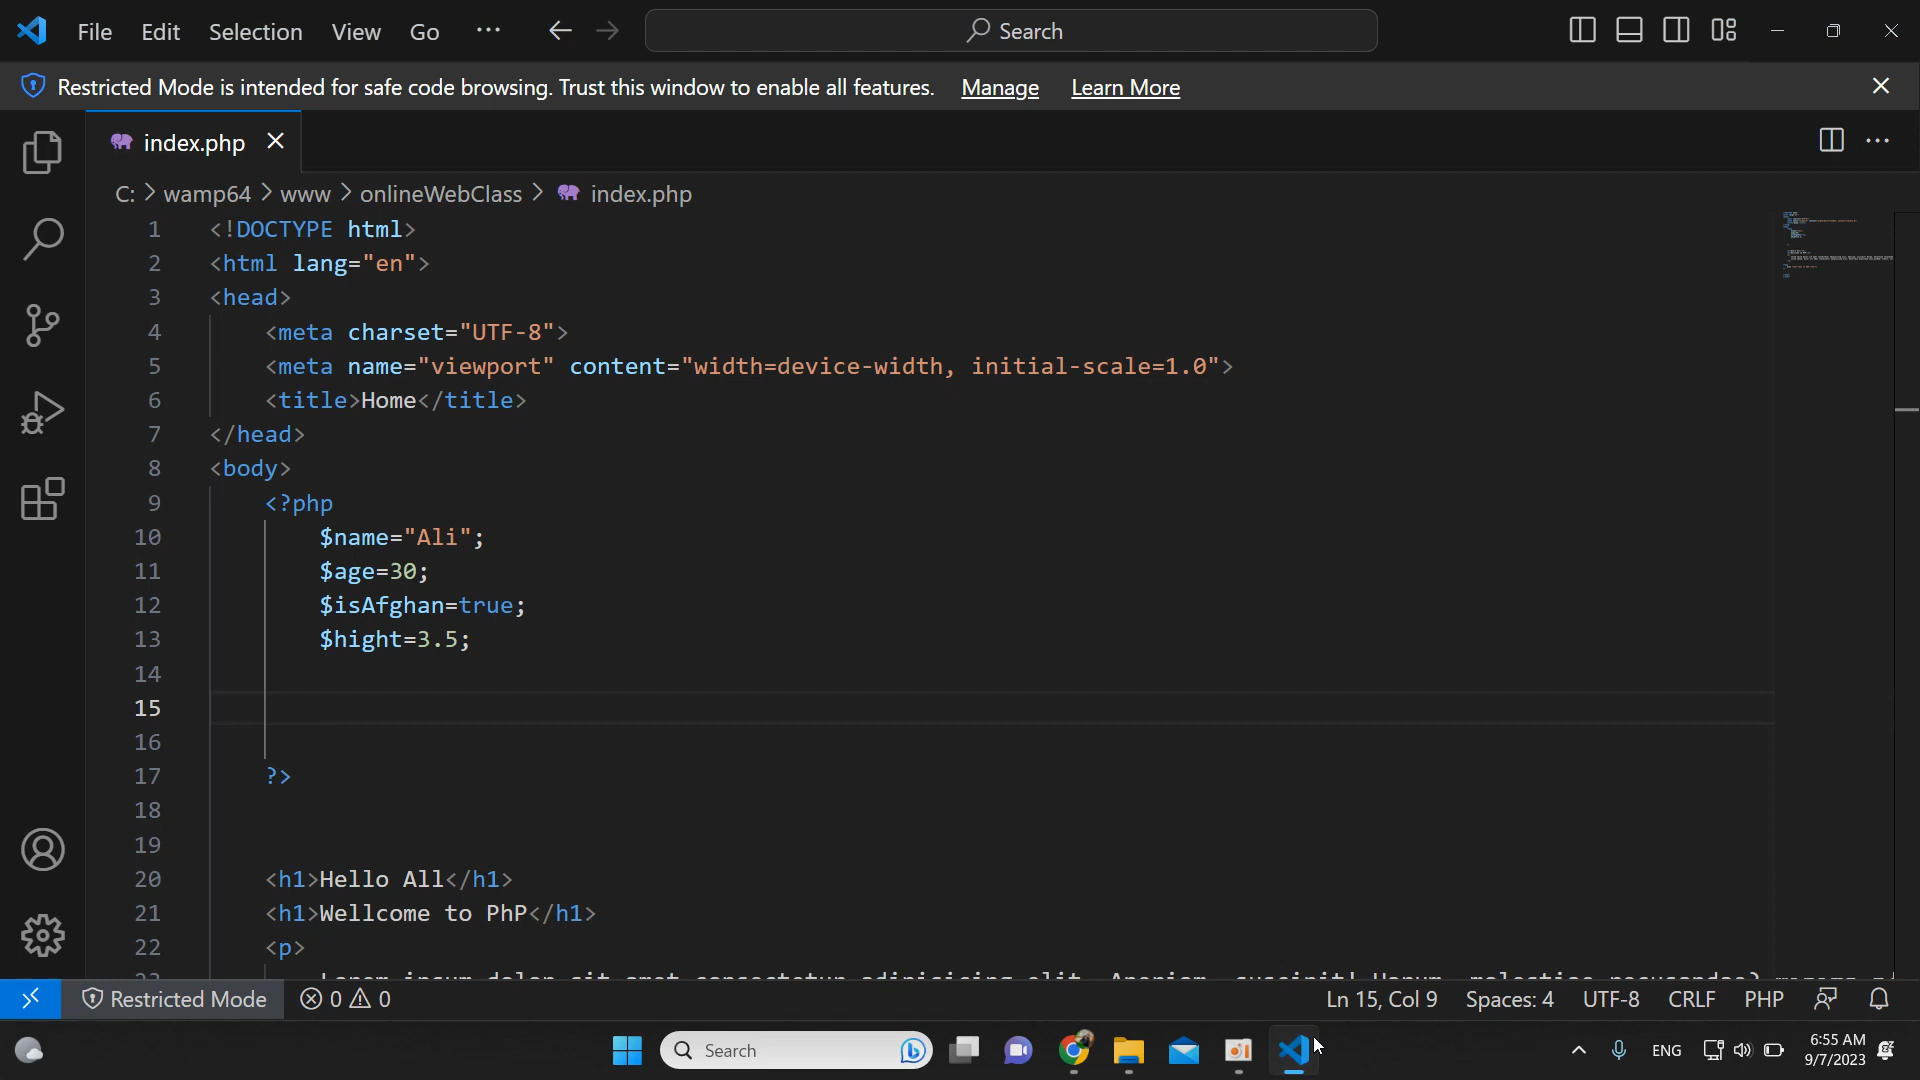 File Edit Selection View Go ··· Search
Restricted Mode is intended for safe code browsing. Trust this window to enable all features. Manage Learn More
index.php
C: > wamp64 > www > onlineWebClass > index.php
1 <!DOCTYPE html>
2 <html lang="en">
3 <head>
4 <meta charset="UTF-8">
5 <meta name="viewport" content="width=device-width, initial-scale=1.0">
6 <title>Home</title>
7 </head>
8 <body>
9 <?php
10 $name="Ali";
11 $age=30;
12 $isAfghan=true;
13 $hight=3.5;
14
15
16
17 ?>
18
19
20 <h1>Hello All</h1>
21 <h1>Wellcome to PhP</h1>
22 <p>
Restricted Mode 0 0 Ln 15, Col 9 Spaces: 4 UTF-8 CRLF PHP
Search ENG 6:55 AM
9/7/2023